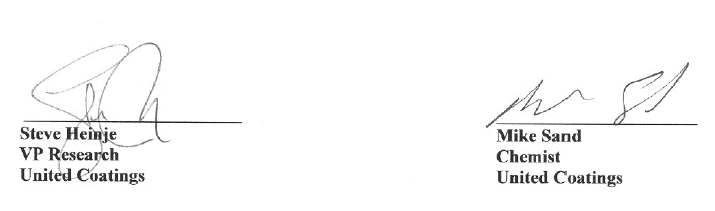 Steve Heinje
VP Research
United Coatings
Mike Sand
Chemist
United Coatings